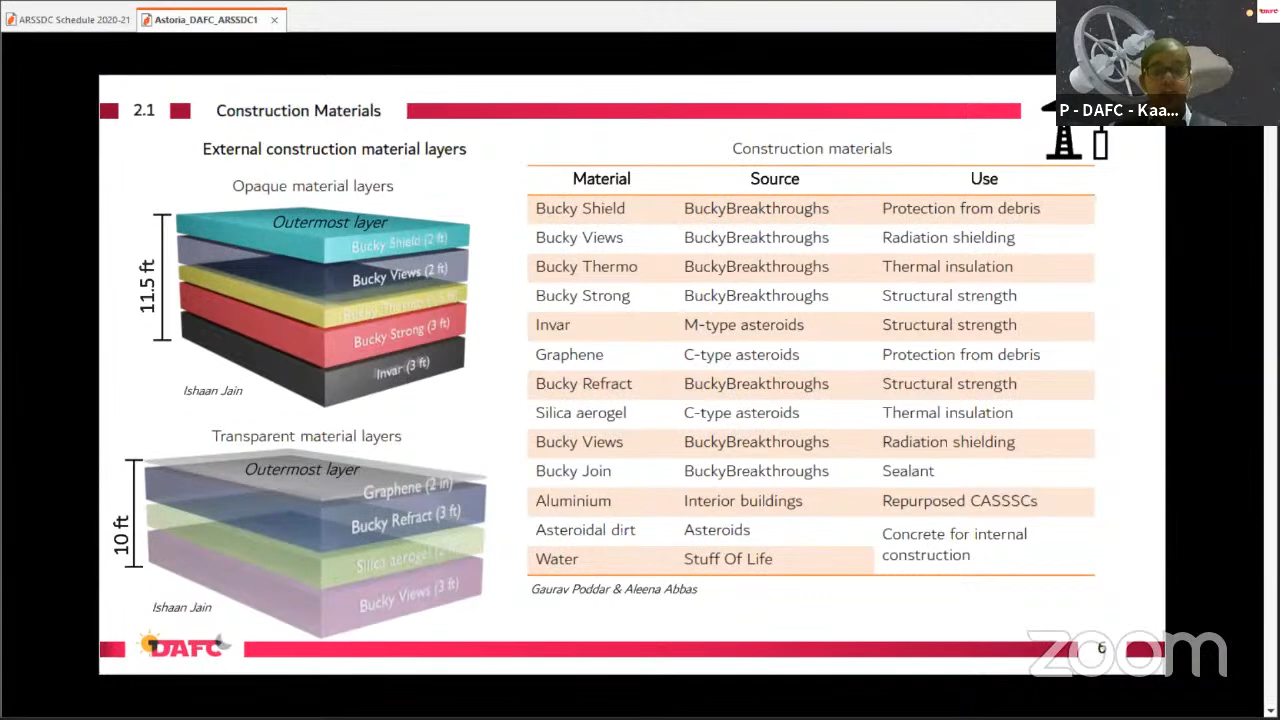 ARSSDC Schedule 2020-21
Astoria_DAFC_ARSSDC1
DAFC
P - DAFC - Kaa...
2.1
Construction Materials
External construction material layers
Opaque material layers
Outermost layer
Bucky Shield (2 ft)
Bucky Views (2 ft)
Bucky Strong (3 ft)
Invar (3 ft)
11.5 ft
Ishaan Jain
Transparent material layers
Outermost layer
Graphene (2 in)
Bucky Refract (3 ft)
Silica aerogel
Bucky Views (3 ft)
10 ft
Ishaan Jain
Construction materials
Material Source Use
Bucky Shield BuckyBreakthroughs Protection from debris
Bucky Views BuckyBreakthroughs Radiation shielding
Bucky Thermo BuckyBreakthroughs Thermal insulation
Bucky Strong BuckyBreakthroughs Structural strength
Invar M-type asteroids Structural strength
Graphene C-type asteroids Protection from debris
Bucky Refract BuckyBreakthroughs Structural strength
Silica aerogel C-type asteroids Thermal insulation
Bucky Views BuckyBreakthroughs Radiation shielding
Bucky Join BuckyBreakthroughs Sealant
Aluminium Interior buildings Repurposed CASSSCs
Asteroidal dirt Asteroids Concrete for internal construction
Water Stuff Of Life
Gaurav Poddar & Aleena Abbas
DAFC
6
zoom